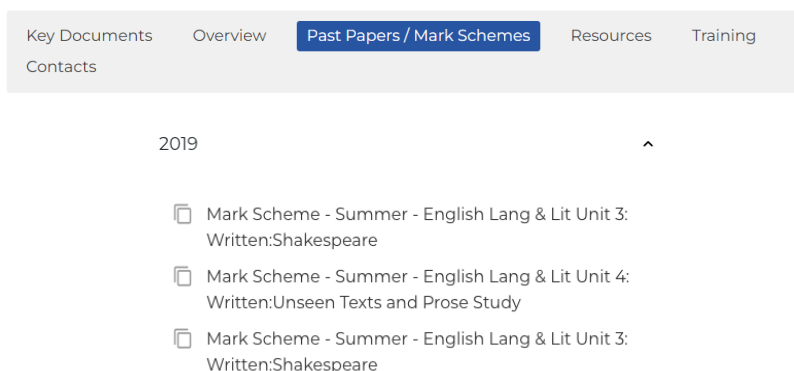 Key Documents Overview Past Papers / Mark Schemes Resources Training
Contacts
2019
Mark Scheme - Summer - English Lang & Lit Unit 3:
Written:Shakespeare
Mark Scheme - Summer - English Lang & Lit Unit 4:
Written:Unseen Texts and Prose Study
Mark Scheme - Summer - English Lang & Lit Unit 3:
Written:Shakespeare